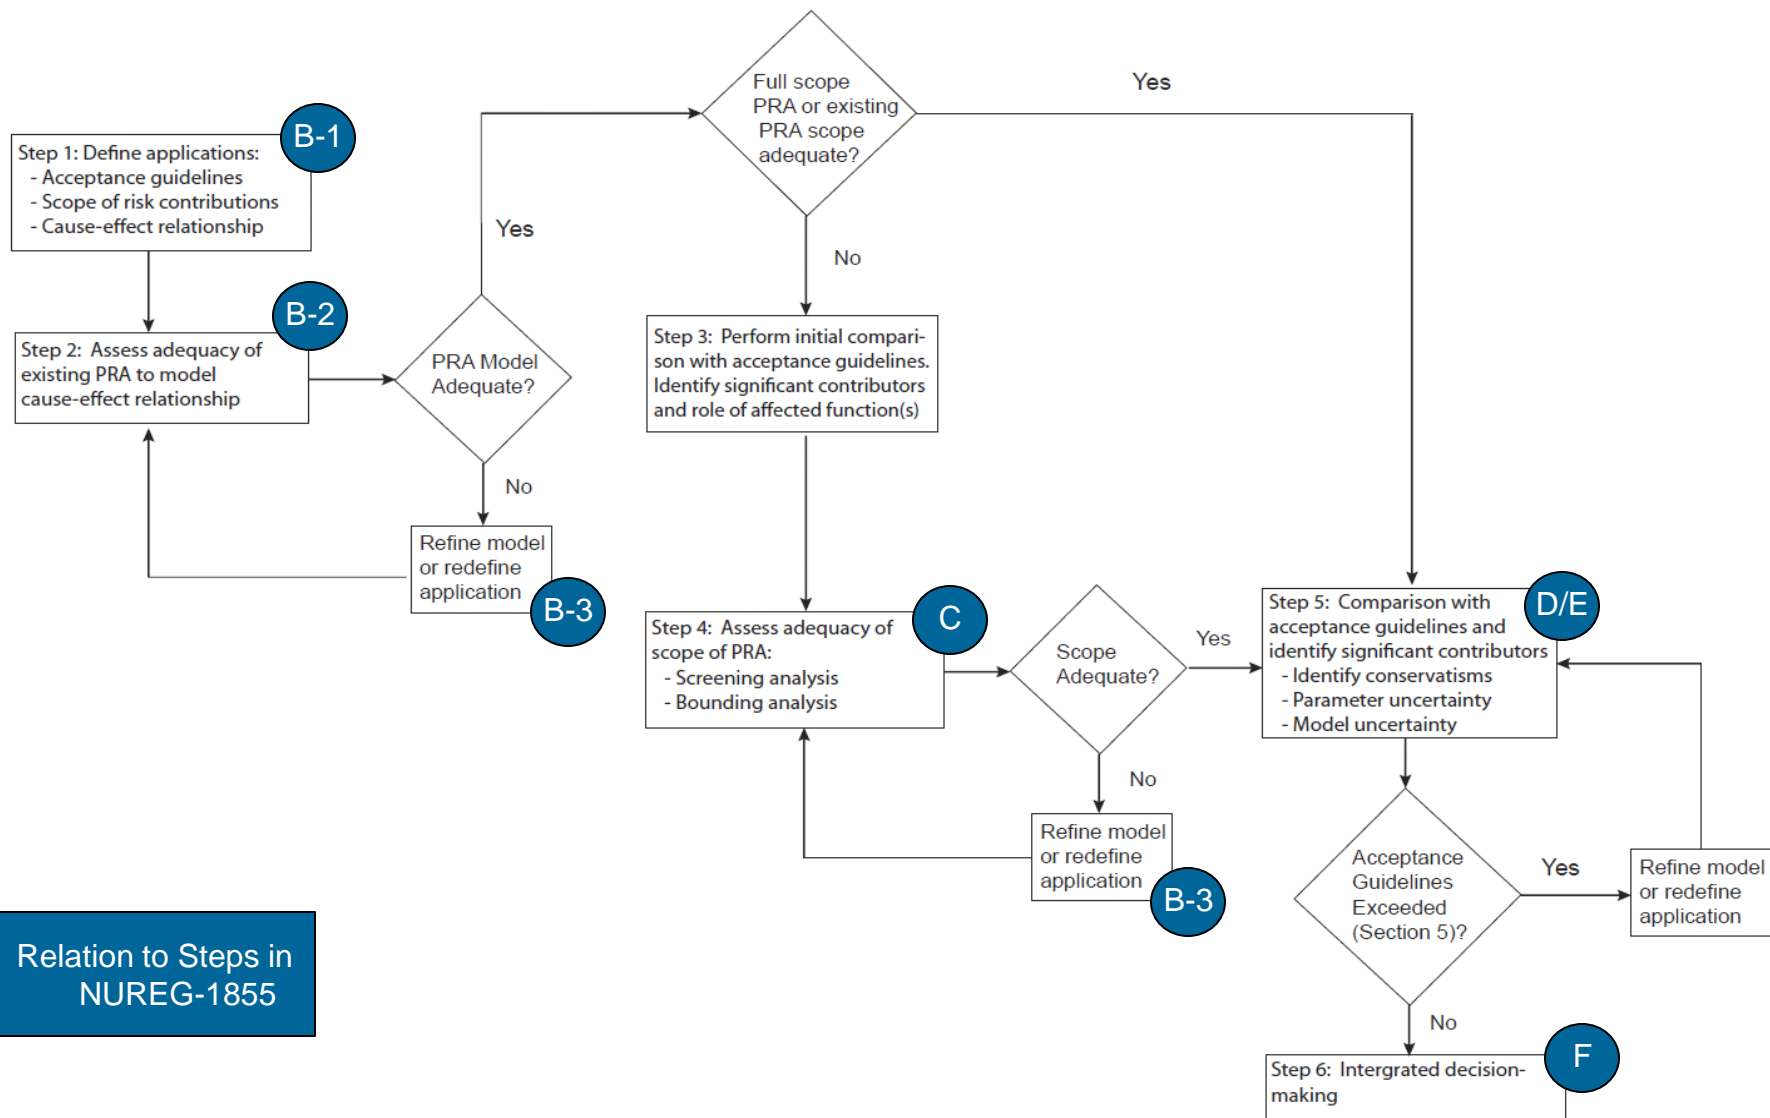 Full scope
PRA or existing
PRA scope
adequate?
Yes
B-1
Step 1: Define applications:
- Acceptance guidelines
- Scope of risk contributions
- Cause-effect relationship
Yes
No
B-2
Step 2: Assess adequacy of
existing PRA to model
cause-effect relationship
PRA Model
Adequate?
Step 3: Perform initial compari-
son with acceptance guidelines.
Identify significant contributors
and role of affected function(s)
No
Refine model
or redefine
application
B-3
C
Step 4: Assess adequacy of
scope of PRA:
- Screening analysis
- Bounding analysis
Scope
Adequate?
Yes
D/E
Step 5: Comparison with
acceptance guidelines and
identify significant contributors
- Identify conservatisms
- Parameter uncertainty
- Model uncertainty
No
Refine model
or redefine
application
B-3
Acceptance
Guidelines
Exceeded
(Section 5)?
Yes
Refine model
or redefine
application
No
Relation to Steps in
NUREG-1855
F
Step 6: Intergrated decision-
making